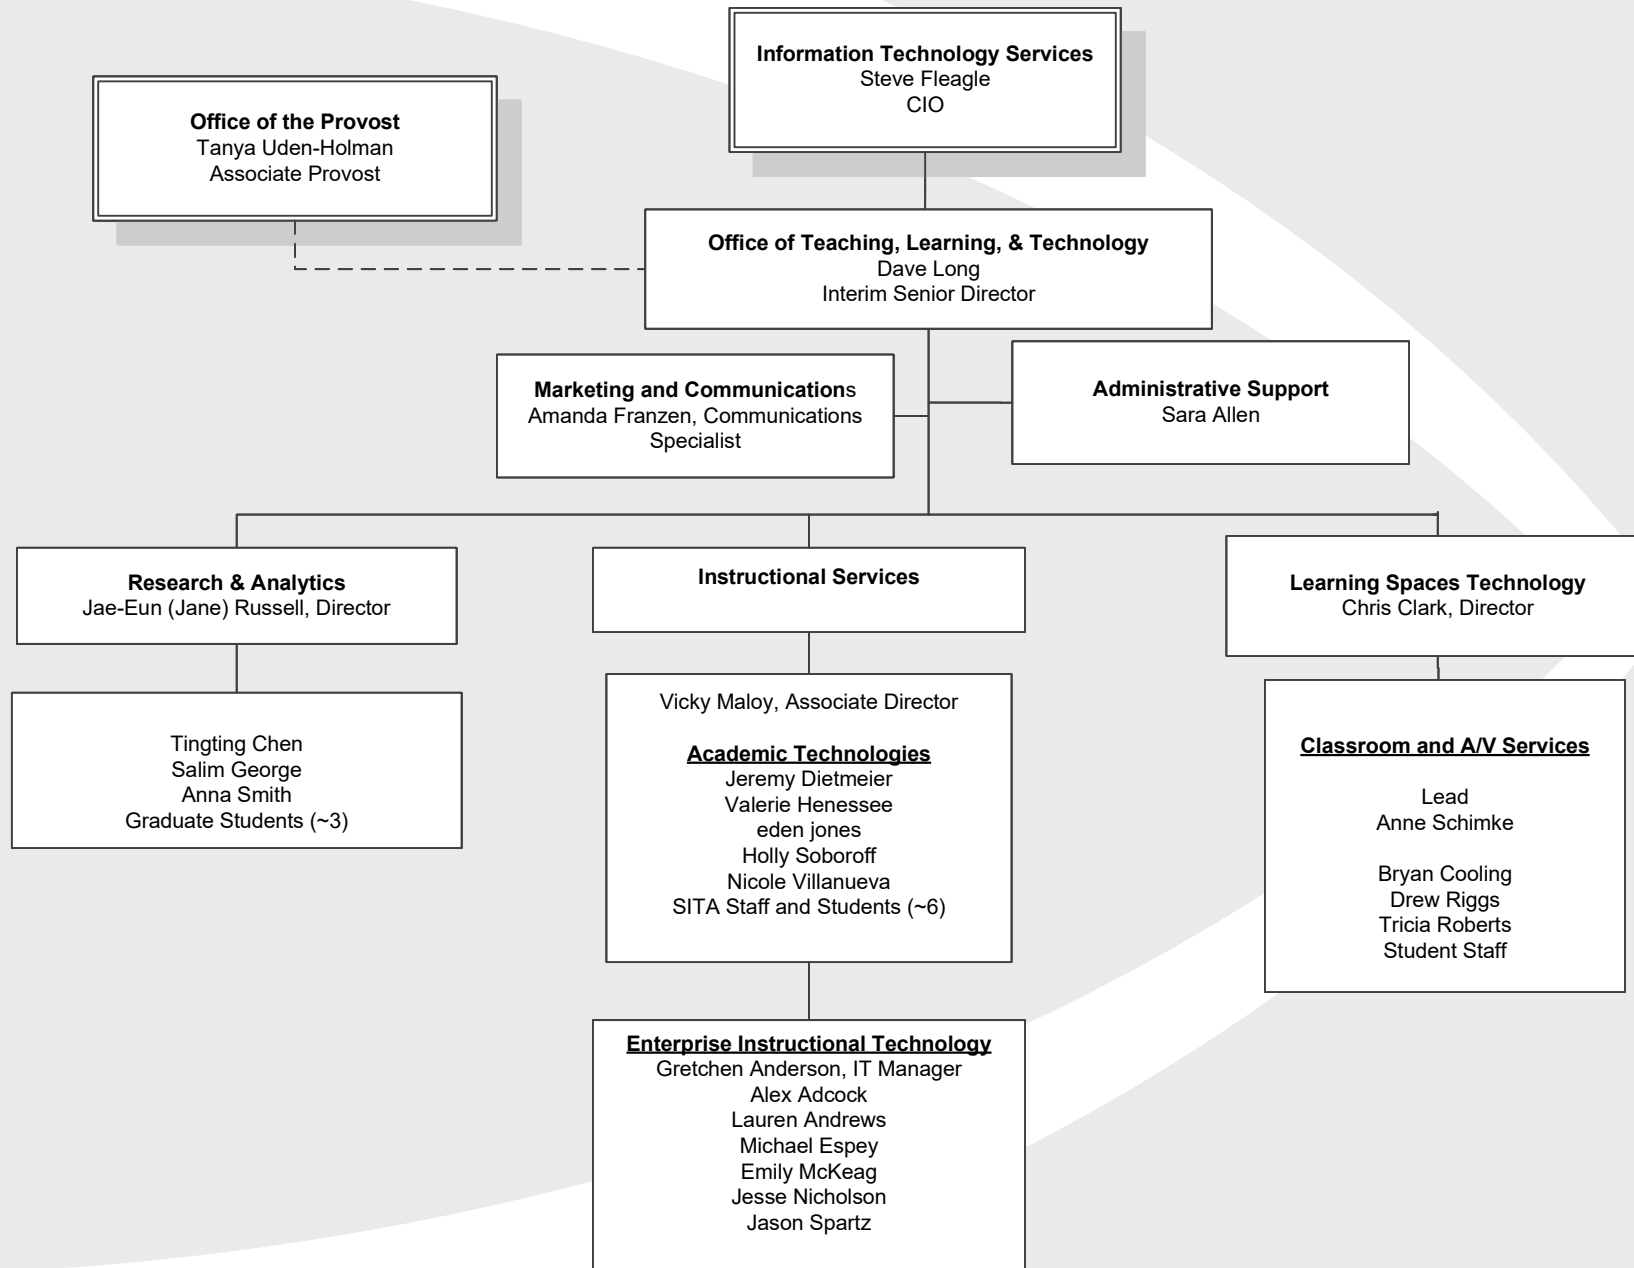 Information Technology Services
Steve Fleagle
CIO
Office of the Provost
Tanya Uden-Holman
Associate Provost
Office of Teaching, Learning, & Technology
Dave Long
Interim Senior Director
Marketing and Communications
Amanda Franzen, Communications
Specialist
Administrative Support
Sara Allen
Research & Analytics
Jae-Eun (Jane) Russell, Director
Instructional Services
Learning Spaces Technology
Chris Clark, Director
Tingting Chen
Salim George
Anna Smith
Graduate Students (~3)
Vicky Maloy, Associate Director
Academic Technologies
Jeremy Dietmeier
Valerie Henessee
eden jones
Holly Soboroff
Nicole Villanueva
SITA Staff and Students (~6)
Classroom and A/V Services
Lead
Anne Schimke
Bryan Cooling
Drew Riggs
Tricia Roberts
Student Staff
Enterprise Instructional Technology
Gretchen Anderson, IT Manager
Alex Adcock
Lauren Andrews
Michael Espey
Emily McKeag
Jesse Nicholson
Jason Spartz